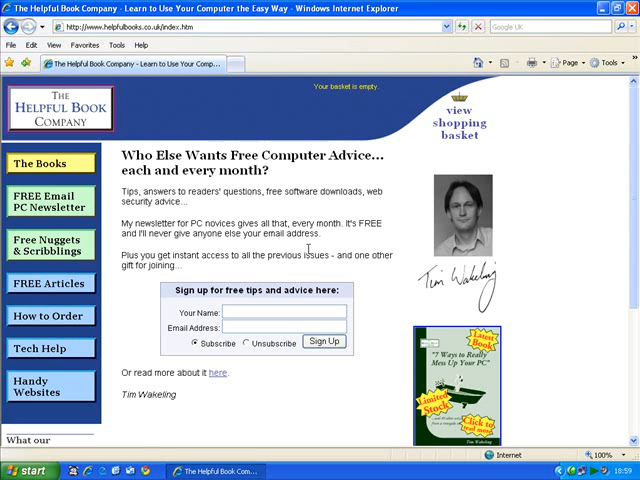 The Helpful Book Company - Learn to Use Your Computer the Easy Way - Windows Internet Explorer
http://www.helpfulbooks.co.uk/index.htm
Google UK
File Edit View Favorites Tools Help
The Helpful Book Company - Learn to Use Your Comp...
Page Tools
Your basket is empty.
THE
HELPFUL BOOK
COMPANY
view
shopping
basket
The Books
FREE Email
PC Newsletter
Free Nuggets
& Scribblings
FREE Articles
How to Order
Tech Help
Handy
Websites
What our
Who Else Wants Free Computer Advice...
each and every month?
Tips, answers to readers' questions, free software downloads, web
security advice...
My newsletter for PC novices gives all that, every month. It's FREE
and I'll never give anyone else your email address.
Plus you get instant access to all the previous issues - and one other
gift for joining...
Sign up for free tips and advice here:
Your Name:
Email Address:
Subscribe Unsubscribe Sign Up
Or read more about it here.
Tim Wakeling
Tim Wakeling
Latest
Book
"7 Ways to Really
Mess Up Your PC"
Limited
Stock
Click to
read more
Tim Wakeling
Internet 100%
start
The Helpful Book Com...
18:59